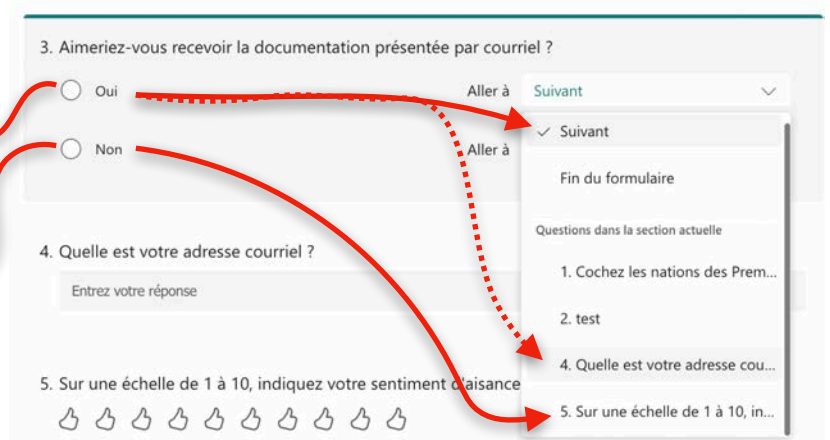 3. Aimeriez-vous recevoir la documentation présentée par courriel ?
Oui
Aller à
Suivant
Suivant
Non
Aller à
Fin du formulaire
Questions dans la section actuelle
4. Quelle est votre adresse courriel ?
1. Cochez les nations des Prem...
Entrez votre réponse
2. test
4. Quelle est votre adresse cou...
5. Sur une échelle de 1 à 10, indiquez votre sentiment d'aisance
5. Sur une échelle de 1 à 10, in...